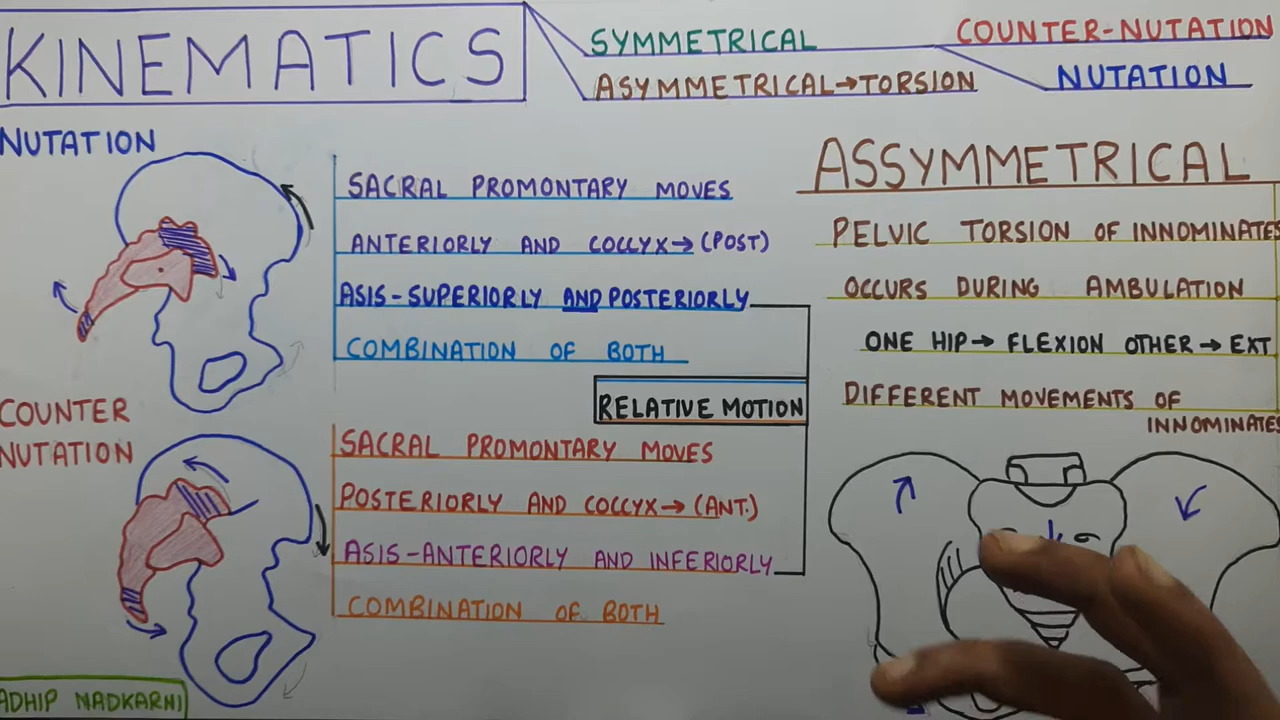 KINEMATICS
SYMMETRICAL
ASYMMETRICAL→TORSION
COUNTER-NUTATION
NUTATION
NUTATION
SACRAL PROMONTARY MOVES
ANTERIORLY AND COCCYX→(POST)
ASIS-SUPERIORLY AND POSTERIORLY
COMBINATION OF BOTH
RELATIVE MOTION
COUNTER
NUTATION
SACRAL PROMONTARY MOVES
POSTERIORLY AND COCCYX→(ANT.)
ASIS-ANTERIORLY AND INFERIORLY
COMBINATION OF BOTH
ASSYMMETRICAL
PELVIC TORSION OF INNOMINATES
OCCURS DURING AMBULATION
ONE HIP→FLEXION OTHER→EXT
DIFFERENT MOVEMENTS OF
INNOMINATES
ADHIP NADKARNI